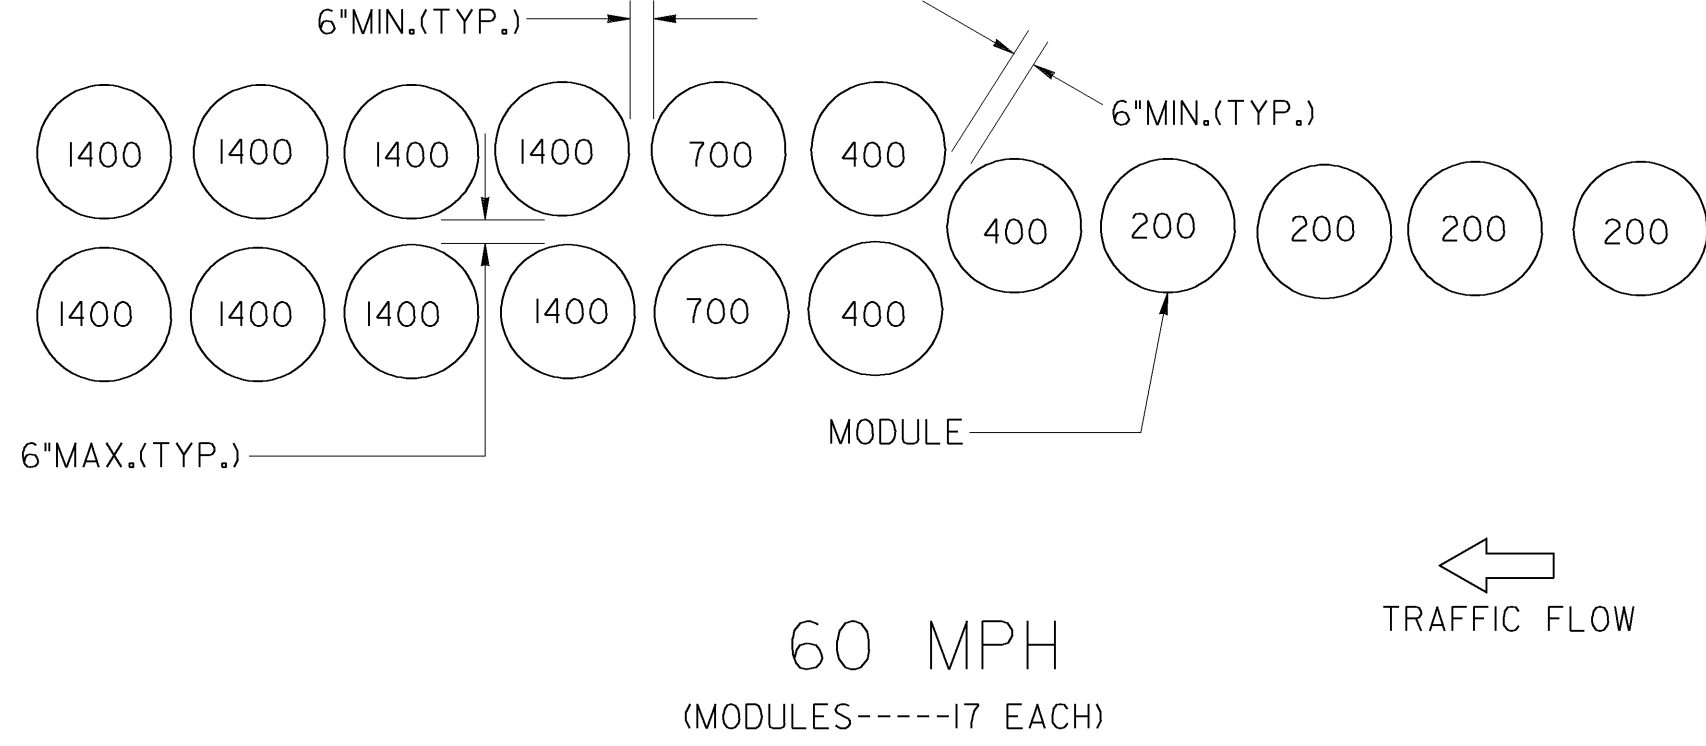 6"MIN.(TYP.)
6"MIN.(TYP.)
1400 1400 1400 1400 700 400
400 200 200 200 200
1400 1400 1400 1400 700 400
MODULE
6"MAX.(TYP.)
TRAFFIC FLOW
60 MPH
(MODULES-----17 EACH)